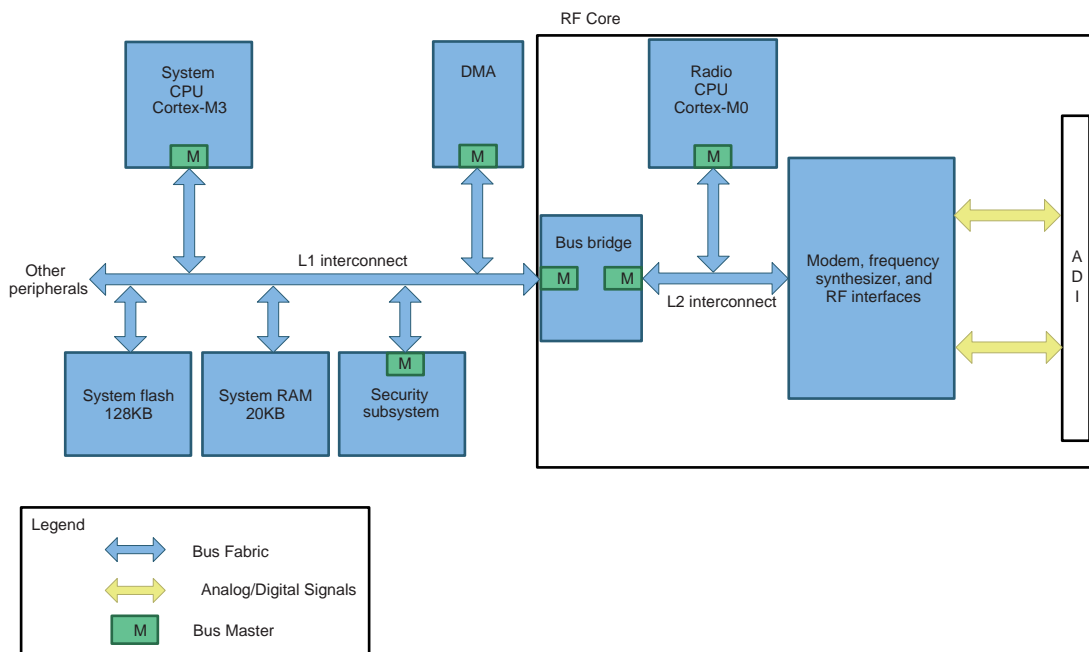 RF Core
System
CPU
Cortex-M3
M
DMA
M
Radio
CPU
Cortex-M0
M
Other
peripherals
L1 interconnect
Bus bridge
M
M
L2 interconnect
Modem, frequency
synthesizer, and
RF interfaces
A
D
I
System flash
128KB
System RAM
20KB
M
Security
subsystem
Legend
Bus Fabric
Analog/Digital Signals
M
Bus Master